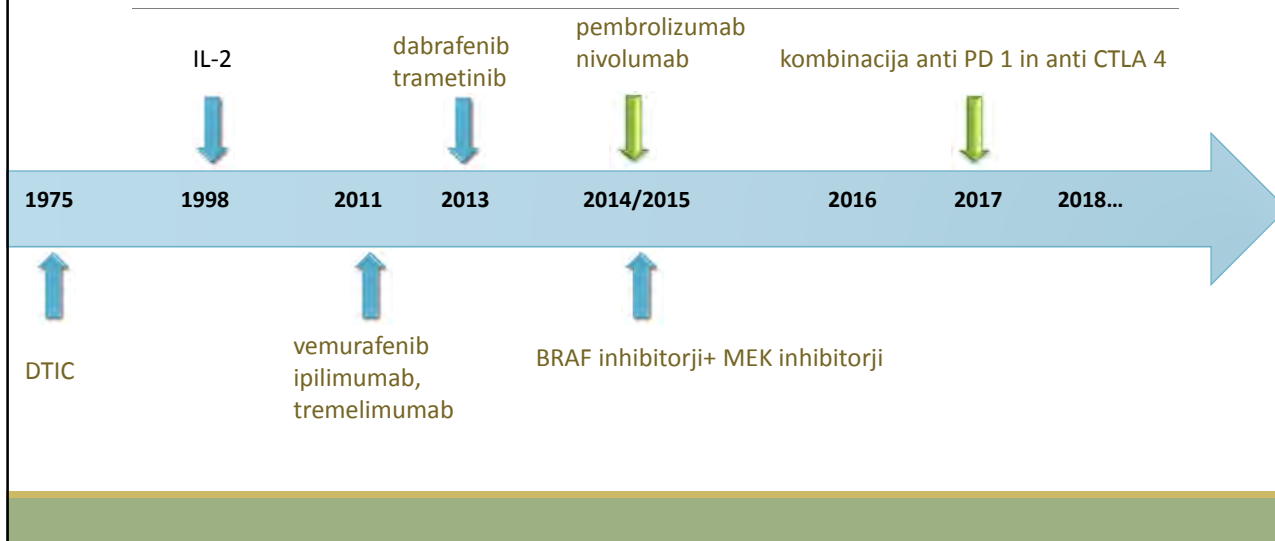 pembrolizumab
dabrafenib
IL-2
nivolumab
kombinacija anti PD 1 in anti CTLA 4
trametinib
1975
1998
2011
2013
2014/2015
2016
2017
2018...
vemurafenib
BRAF inhibitorji+ MEK inhibitorji
DTIC
ipilimumab,
tremelimumab